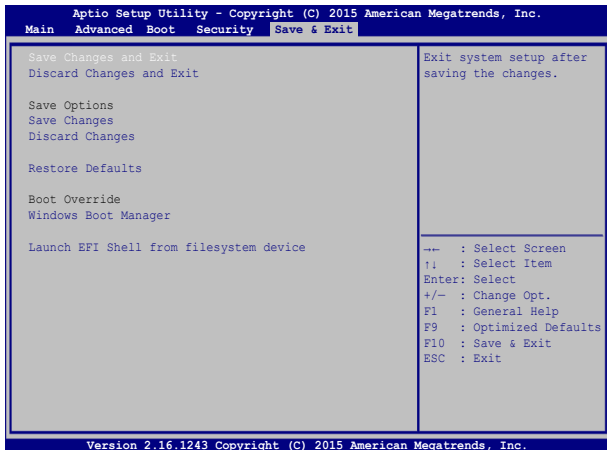 Aptio Setup Utility - Copyright (C) 2015 American Megatrends, Inc.
Main Advanced Boot Security Save & Exit
Save Changes and Exit
Discard Changes and Exit
Save Options
Save Changes
Discard Changes
Restore Defaults
Boot Override
Windows Boot Manager
Launch EFI Shell from filesystem device
Exit system setup after
saving the changes.
→← : Select Screen
↑↓ : Select Item
Enter: Select
+/— : Change Opt.
F1 : General Help
F9 : Optimized Defaults
F10 : Save & Exit
ESC : Exit
Version 2.16.1243 Copyright (C) 2015 American Megatrends, Inc.